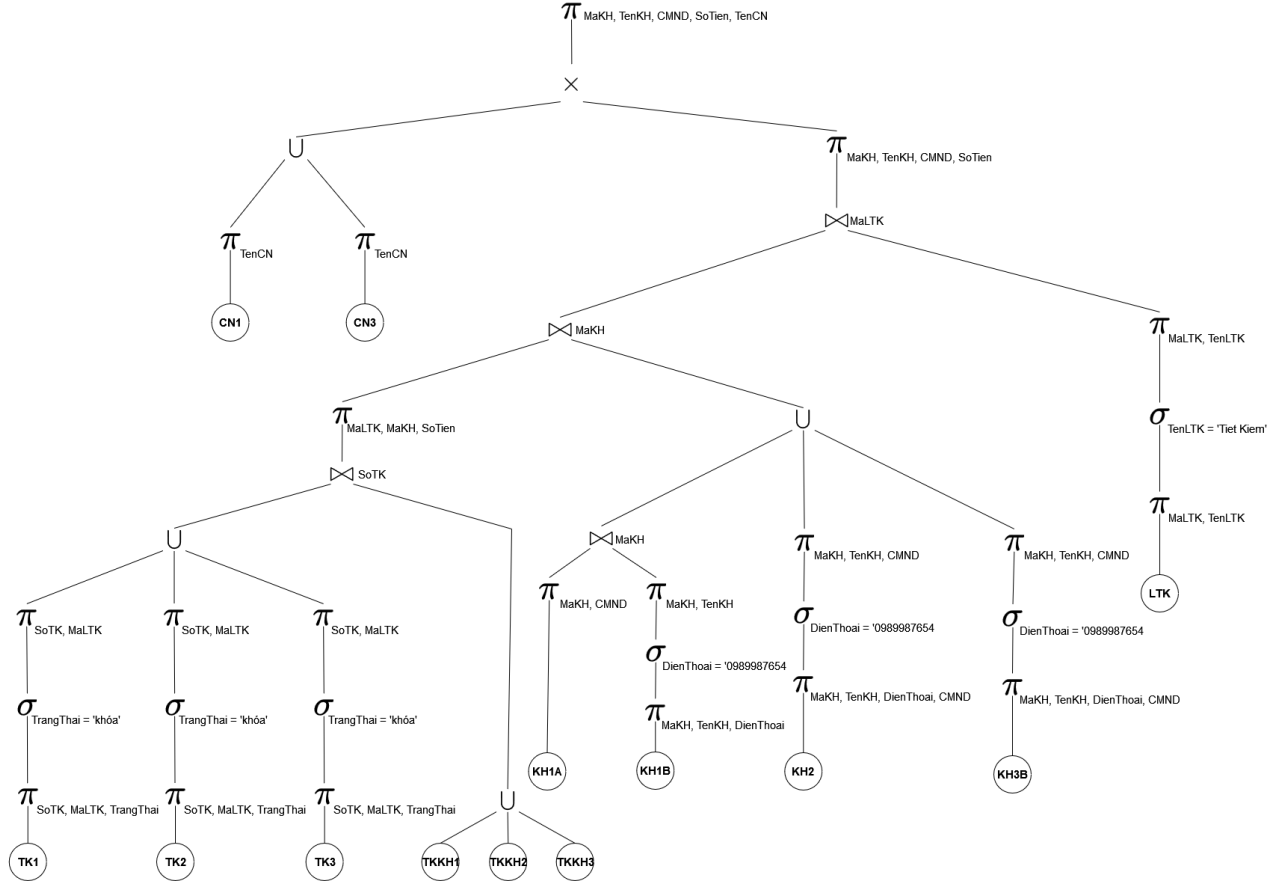 π MaKH, TenKH, CMND, SoTien, TenCN
×
∪
π MaKH, TenKH, CMND, SoTien
⋈ MaLTK
π TenCN
π TenCN
CN1
CN3
⋈ MaKH
π MaLTK, TenLTK
π MaLTK, MaKH, SoTien
∪
σ TenLTK = 'Tiet Kiem'
⋈ SoTK
π MaLTK, TenLTK
∪
⋈ MaKH
π MaKH, TenKH, CMND
π MaKH, TenKH, CMND
π MaKH, CMND
π MaKH, TenKH
LTK
π SoTK, MaLTK
π SoTK, MaLTK
π SoTK, MaLTK
σ DienThoai = '0989987654
σ DienThoai = '0989987654
σ DienThoai = '0989987654
π MaKH, TenKH, DienThoai, CMND
π MaKH, TenKH, DienThoai, CMND
σ TrangThai = 'khóa'
σ TrangThai = 'khóa'
σ TrangThai = 'khóa'
π MaKH, TenKH, DienThoai
KH1A
KH1B
KH2
KH3B
π SoTK, MaLTK, TrangThai
π SoTK, MaLTK, TrangThai
π SoTK, MaLTK, TrangThai
∪
TK1
TK2
TK3
TKKH1
TKKH2
TKKH3